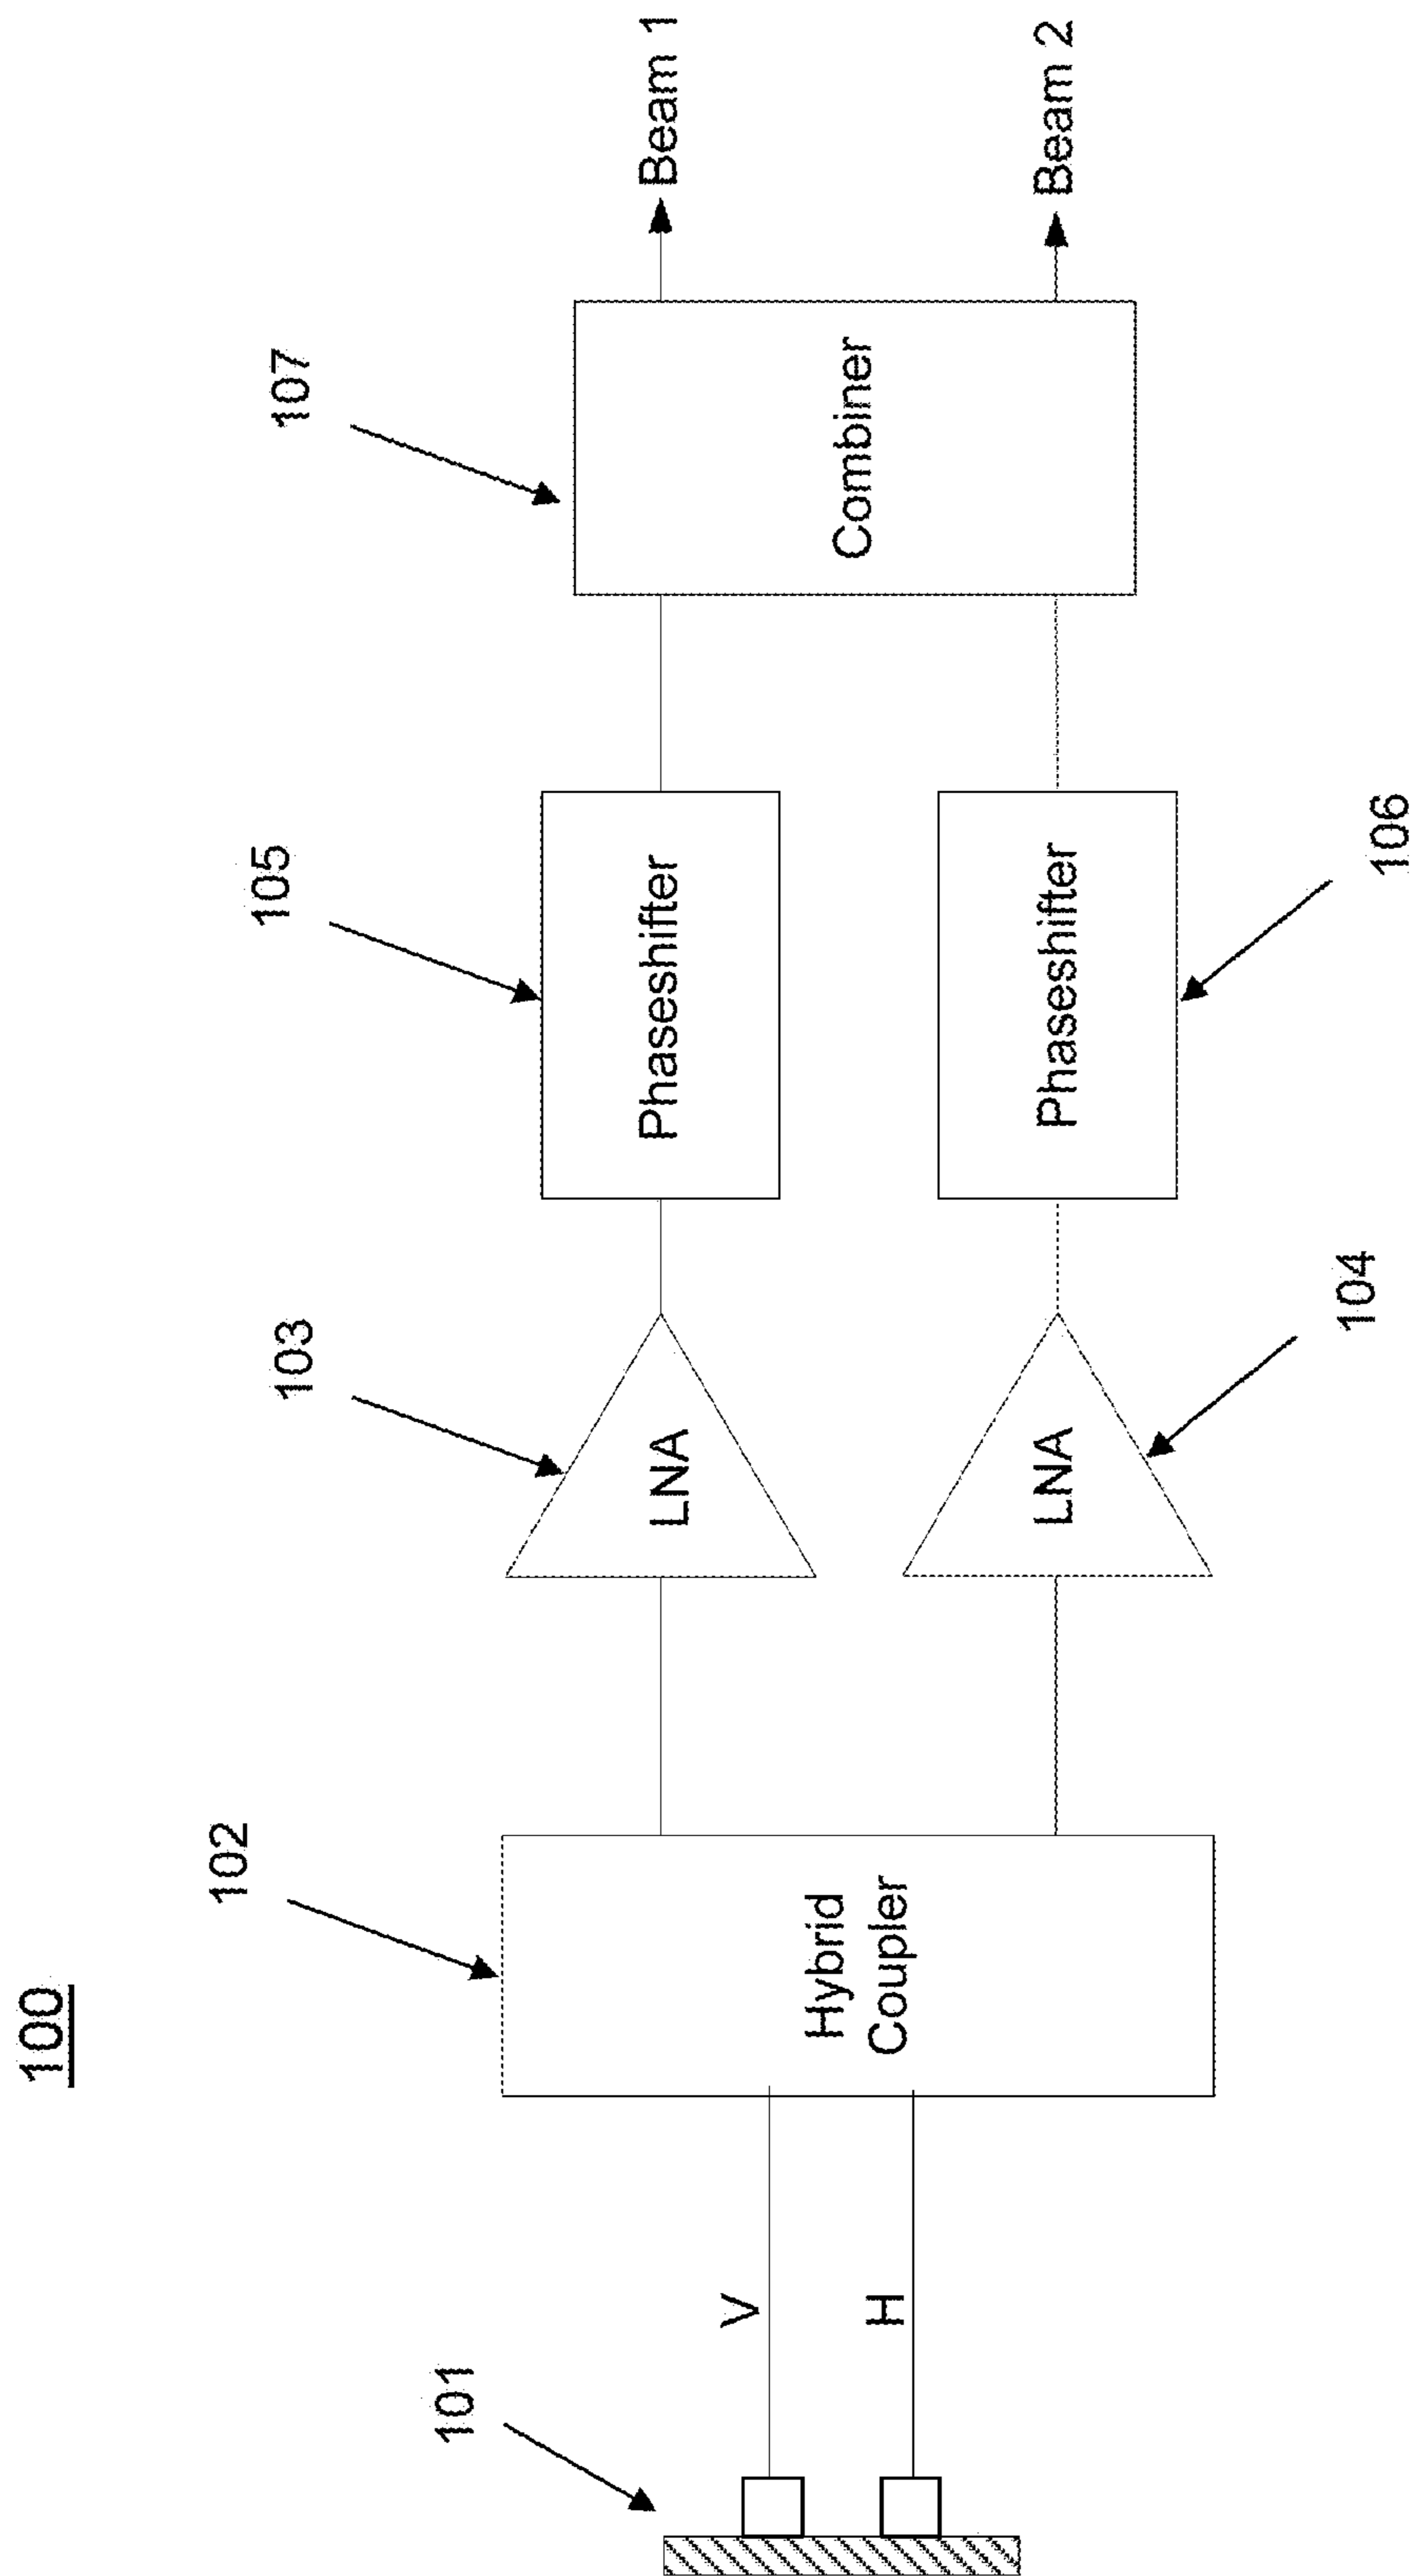 100
101
V
H
102
Hybrid
Coupler
103
LNA
104
LNA
105
Phaseshifter
106
Phaseshifter
107
Combiner
Beam 1
Beam 2